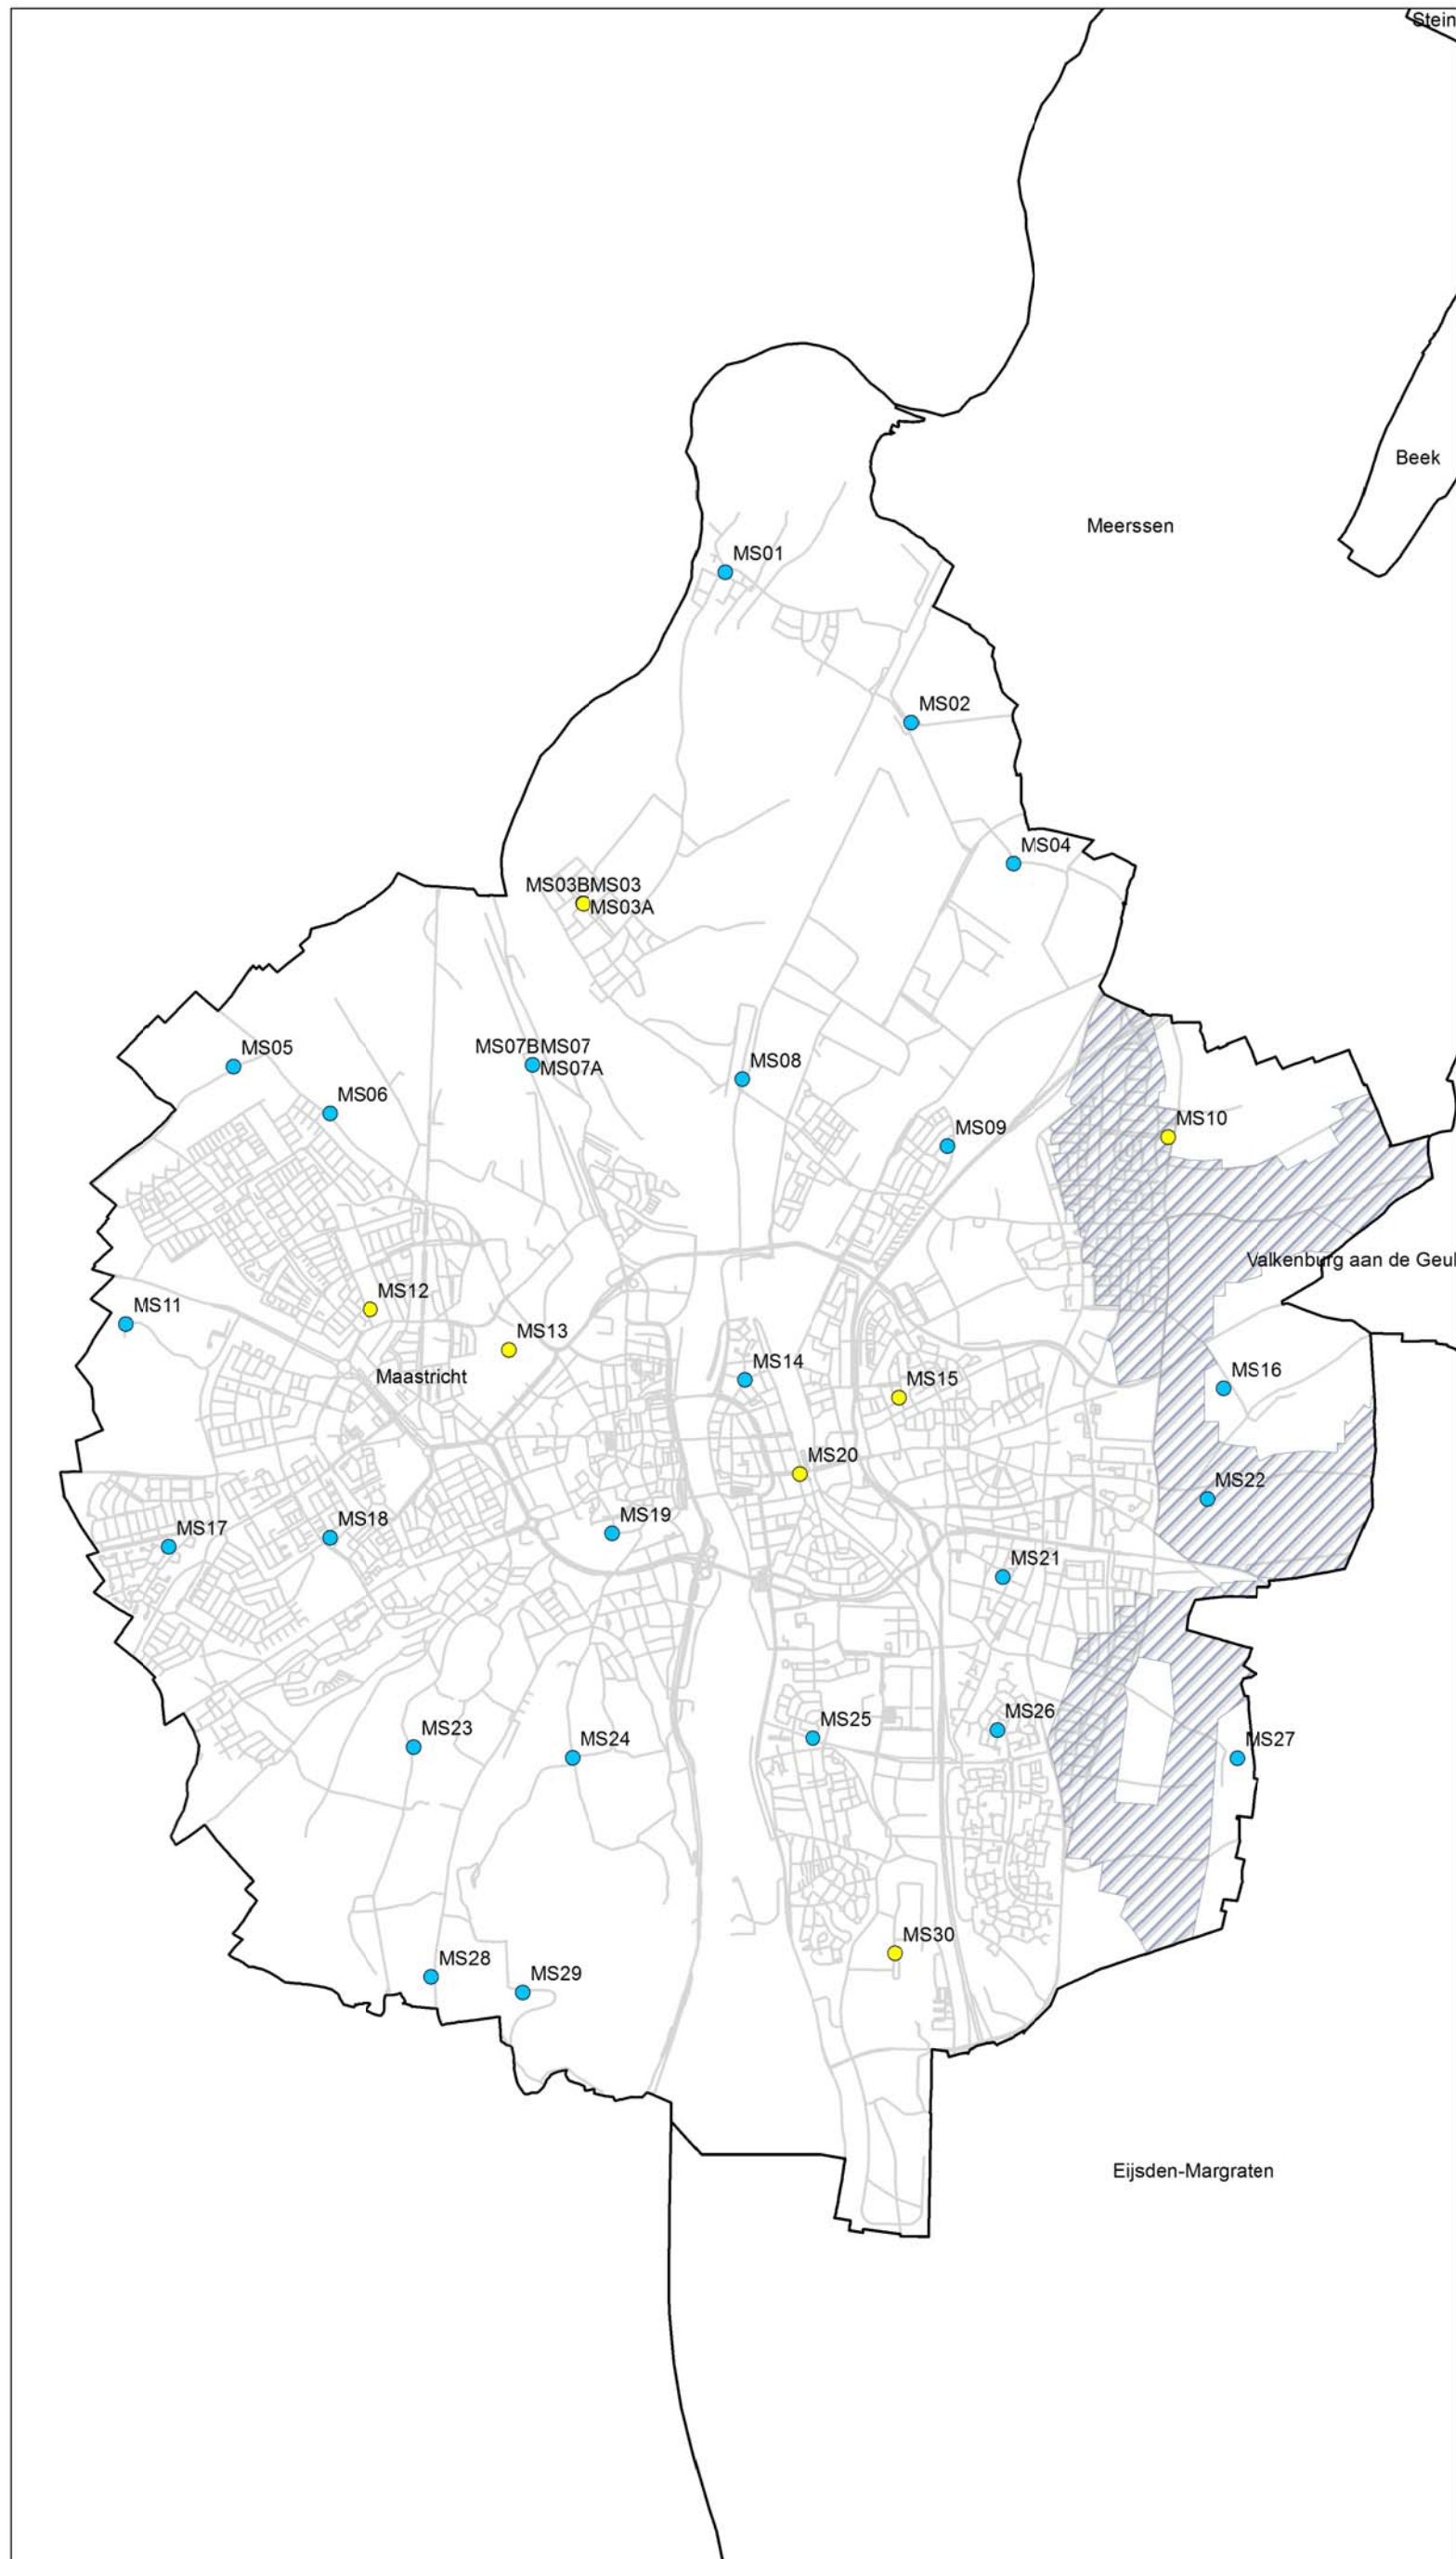 Stein
Beek
Meerssen
MS01
MS02
MS04
MS03BMS03
MS03A
MS05
MS07BMS07
MS07A
MS08
MS06
MS10
MS09
Valkenburg aan de Geul
MS12
MS11
MS13
MS14
MS16
Maastricht
MS15
MS20
MS22
MS19
MS18
MS17
MS21
MS25
MS26
MS23
MS24
MS27
MS30
MS28
MS29
Eijsden-Margraten